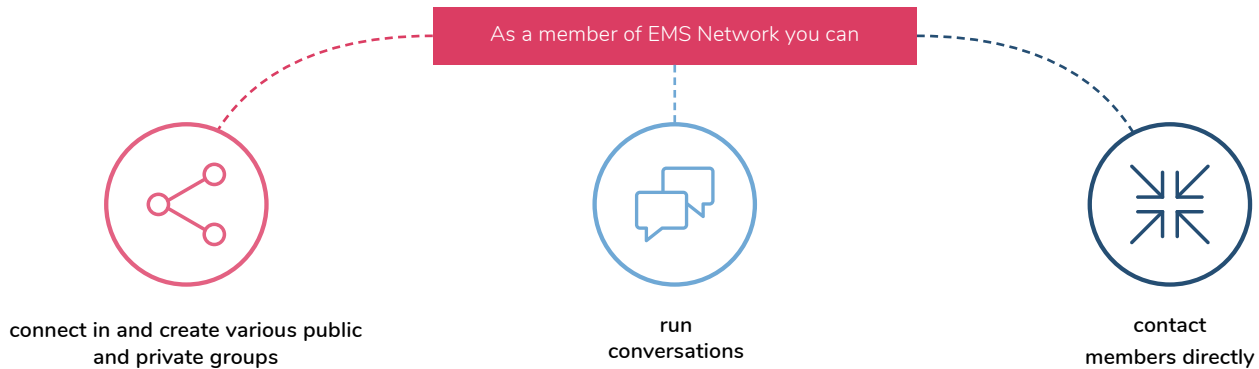 As a member of EMS Network you can
connect in and create various public
and private groups
run
conversations
contact
members directly